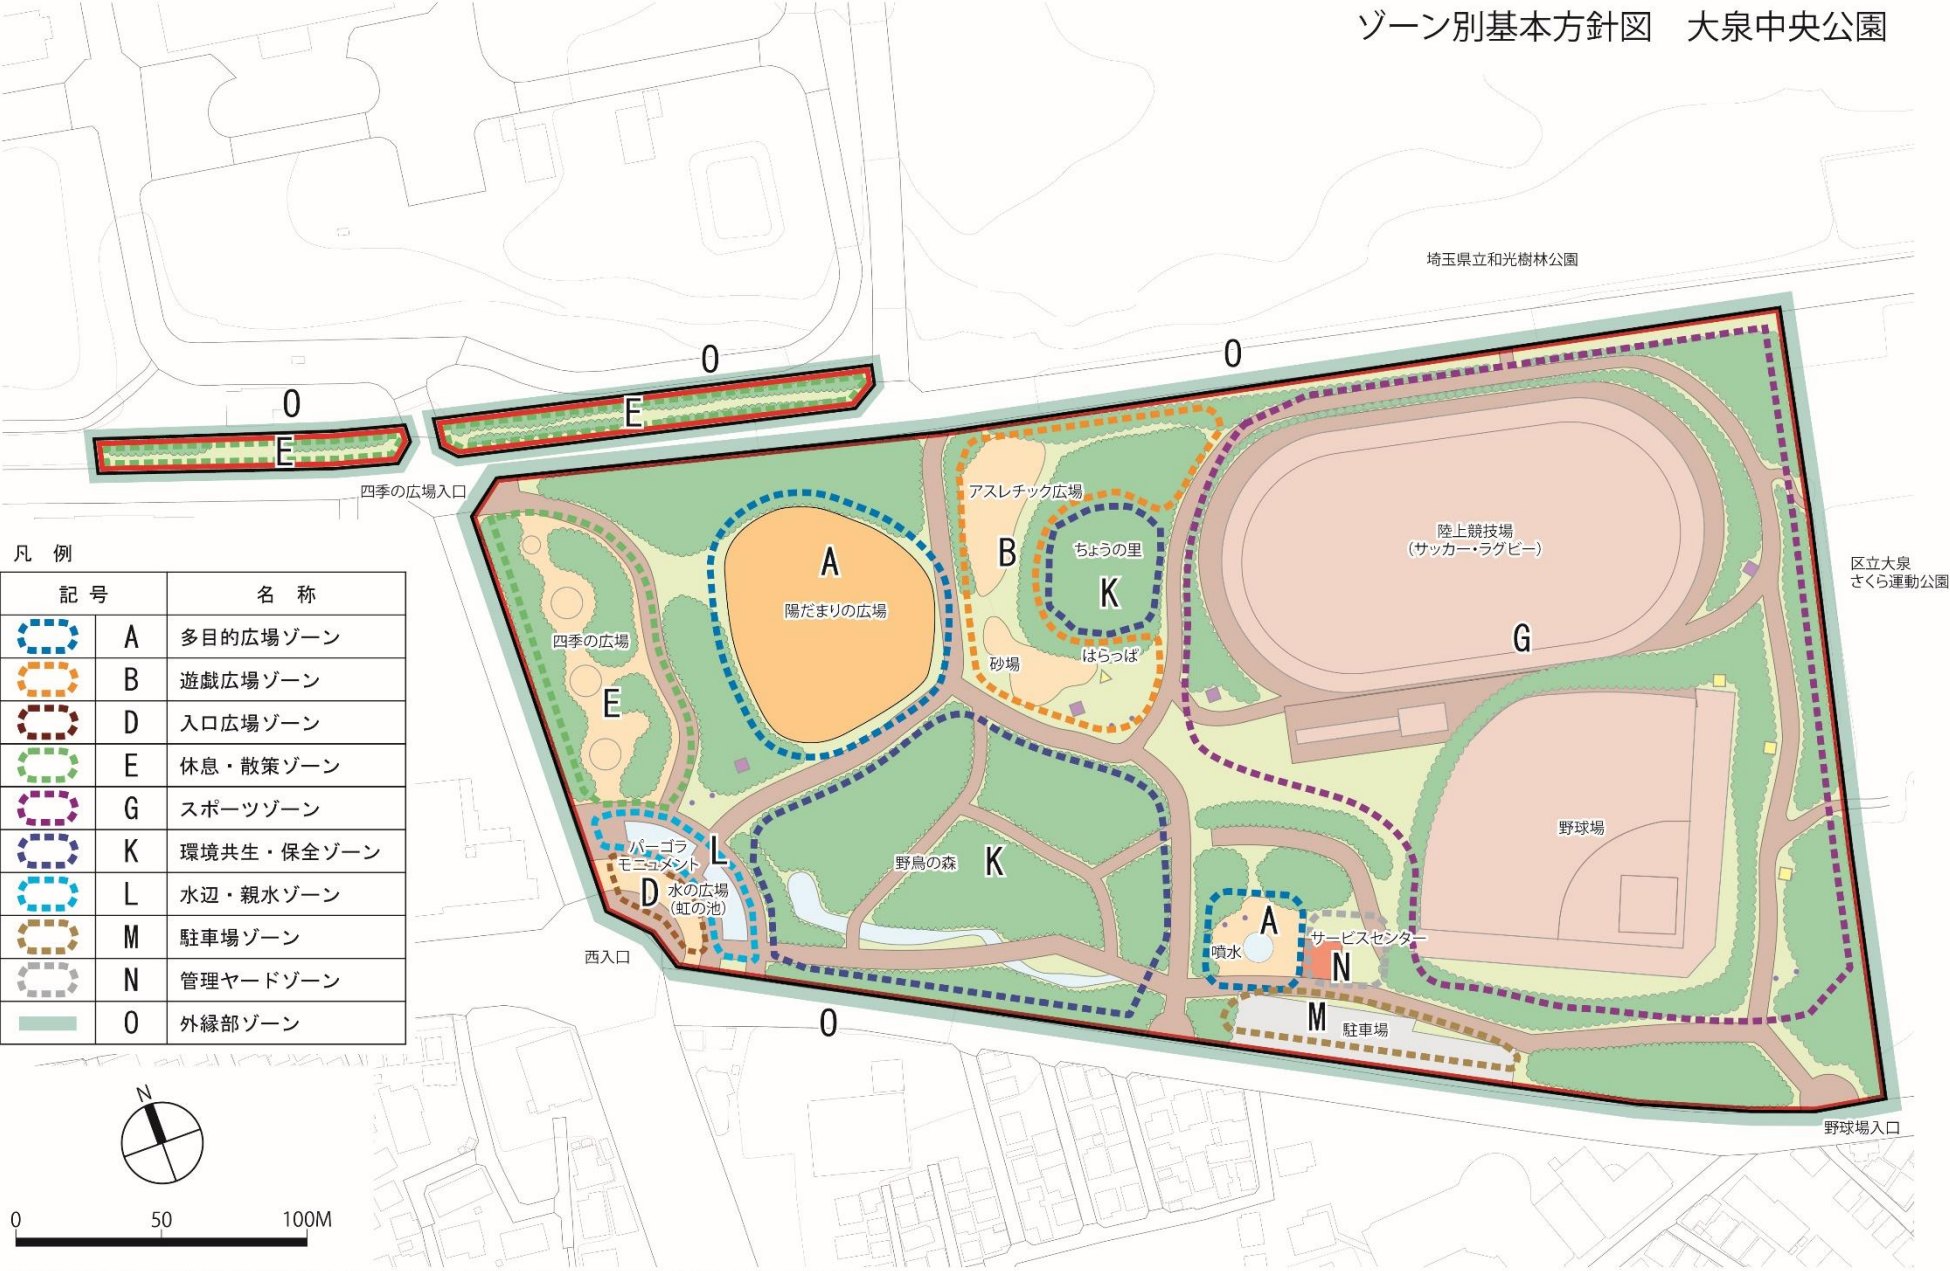 ゾーン別基本方針図　大泉中央公園
埼玉県立和光樹林公園
O
O
O
E
E
四季の広場入口
アスレチック広場
陸上競技場
（サッカー・ラグビー）
区立大泉
さくら運動公園
A
陽だまりの広場
B
ちょうの里
K
G
四季の広場
砂場
はらっぱ
E
野球場
パーゴラ
モニュメント
L
D
水の広場
（虹の池）
野鳥の森
K
A
噴水
サービスセンター
N
西入口
O
M
駐車場
野球場入口
凡　例
記 号　名　称
A　多目的広場ゾーン
B　遊戯広場ゾーン
D　入口広場ゾーン
E　休息・散策ゾーン
G　スポーツゾーン
K　環境共生・保全ゾーン
L　水辺・親水ゾーン
M　駐車場ゾーン
N　管理ヤードゾーン
O　外縁部ゾーン
N
0　50　100M